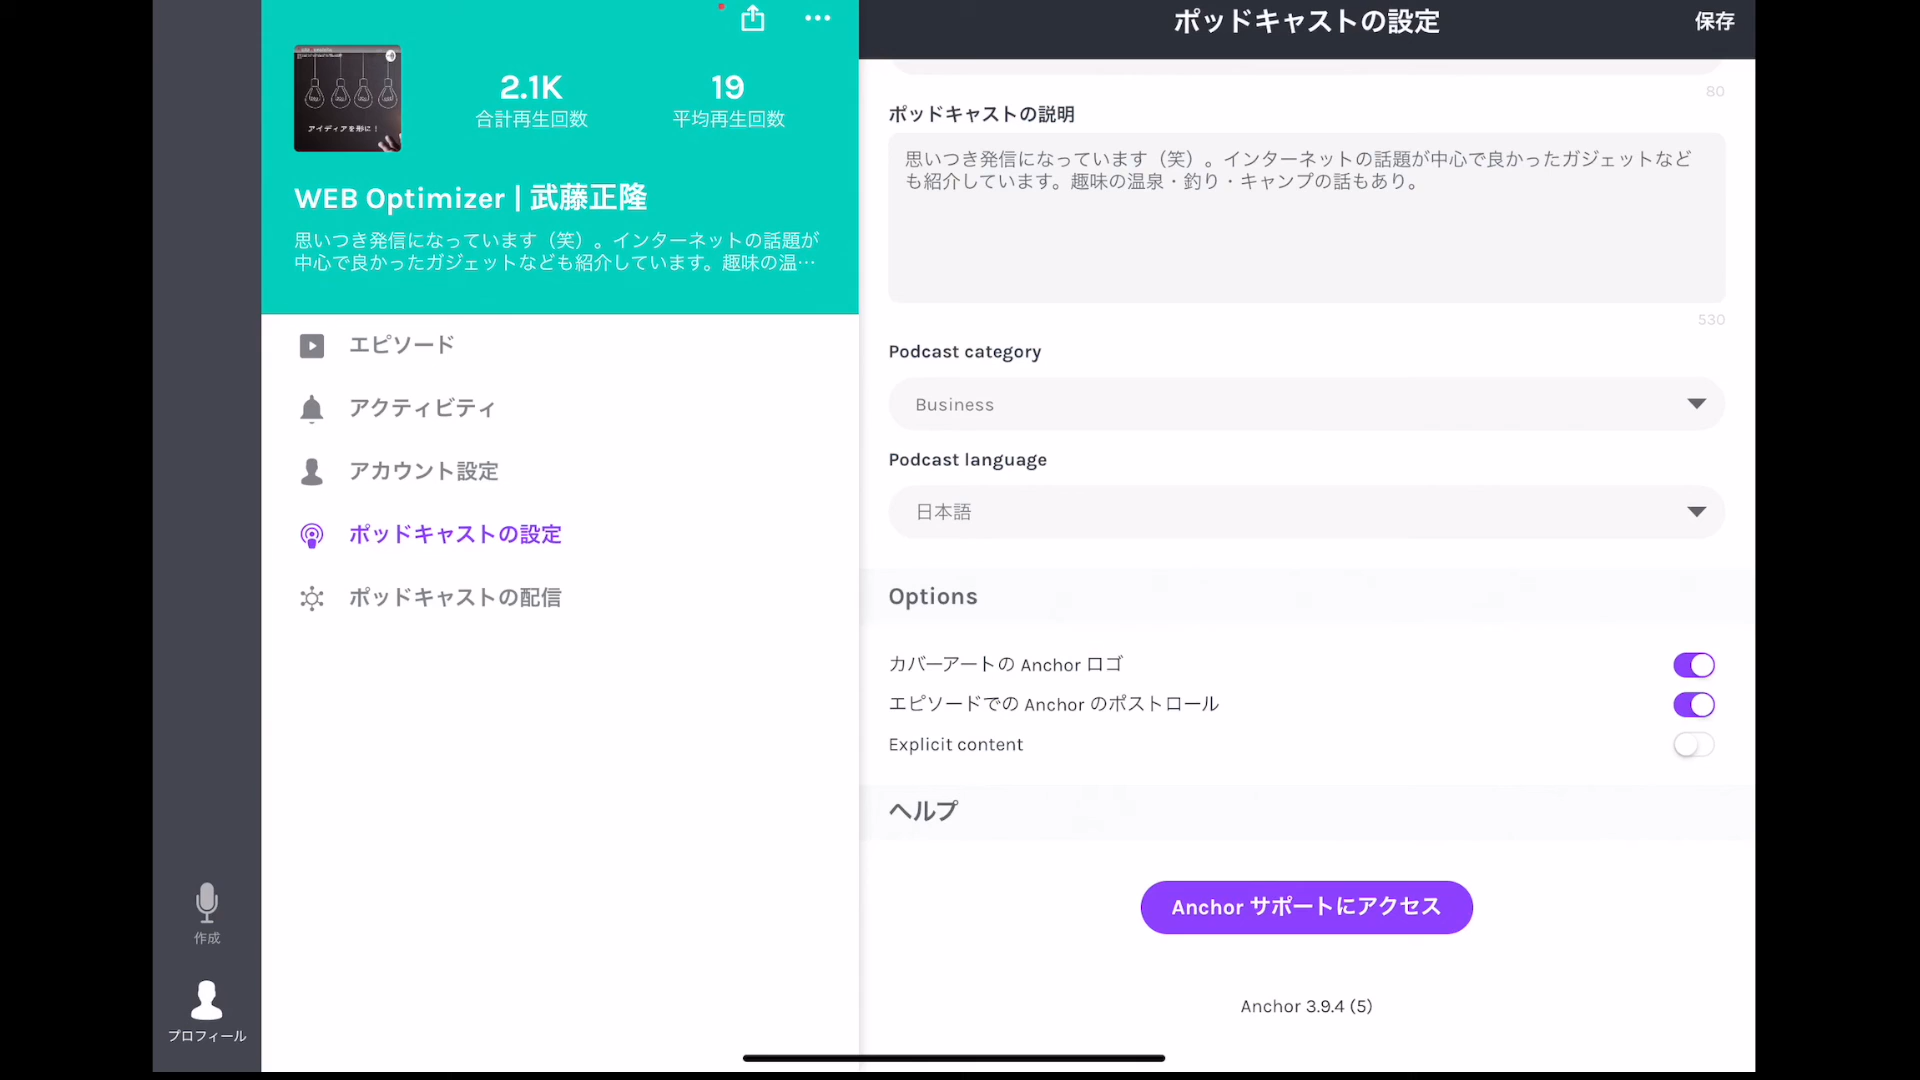 アイディアを形に！
2.1K
合計再生回数
19
平均再生回数
WEB Optimizer | 武藤正隆
思いつき発信になっています（笑）。インターネットの話題が
中心で良かったガジェットなども紹介しています。趣味の温…
エピソード
アクティビティ
アカウント設定
ポッドキャストの設定
ポッドキャストの配信
作成
プロフィール
ポッドキャストの設定
保存
80
ポッドキャストの説明
思いつき発信になっています（笑）。インターネットの話題が中心で良かったガジェットなど
も紹介しています。趣味の温泉・釣り・キャンプの話もあり。
530
Podcast category
Business
Podcast language
日本語
Options
カバーアートの Anchor ロゴ
エピソードでの Anchor のポストロール
Explicit content
ヘルプ
Anchor サポートにアクセス
Anchor 3.9.4 (5)